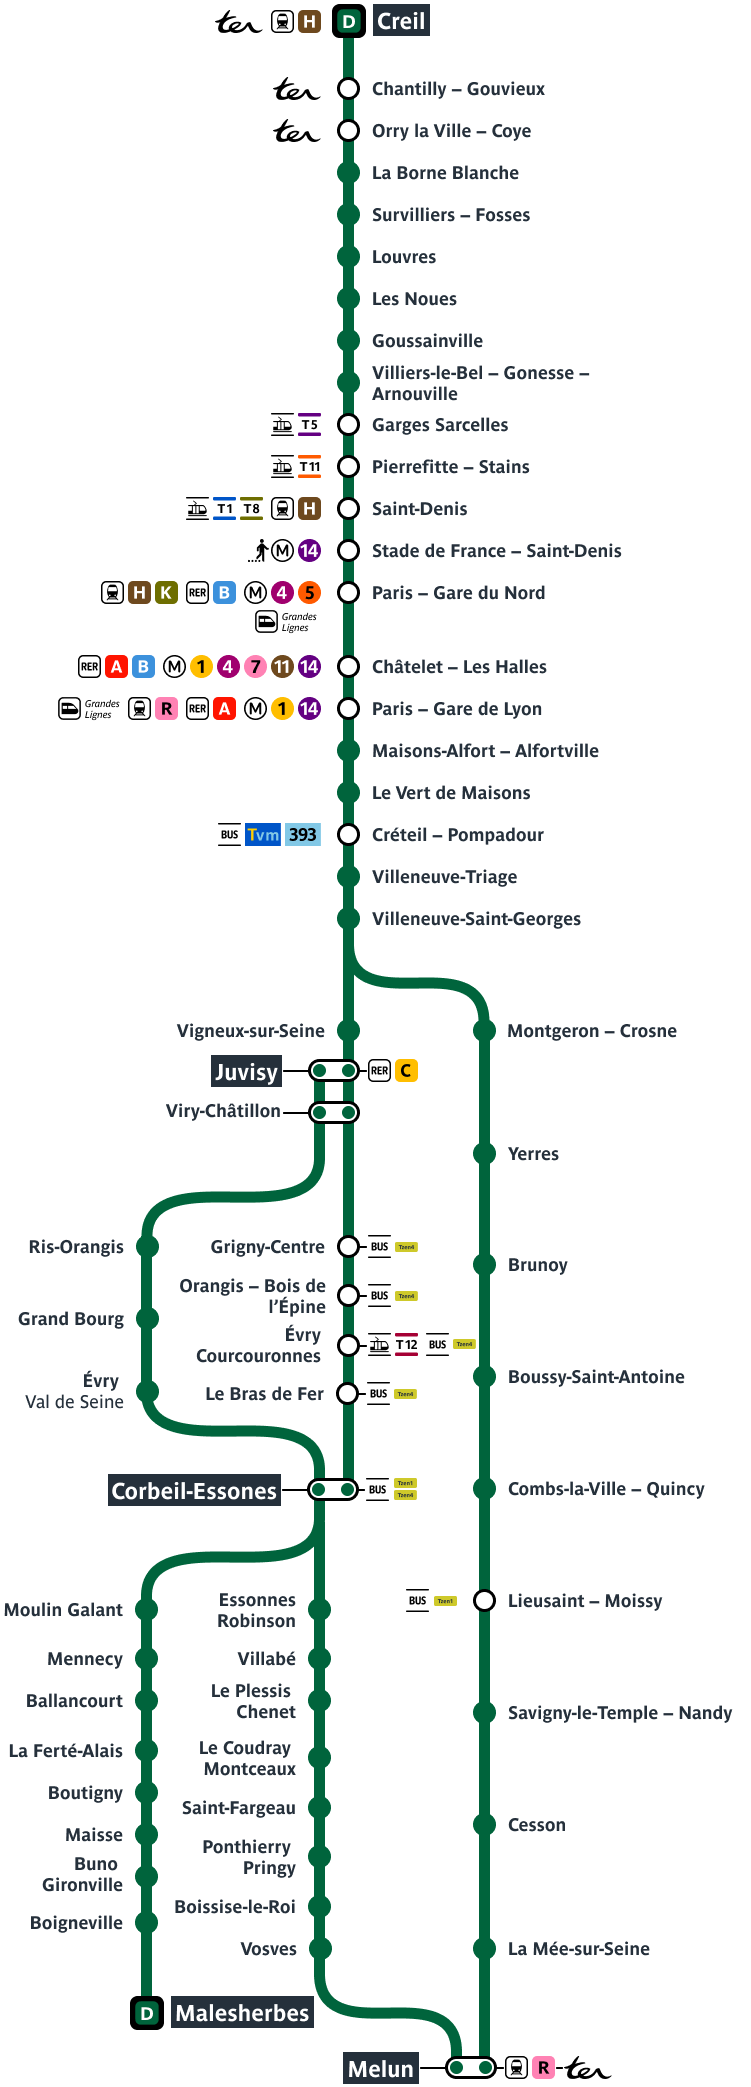 ter H D Creil
ter Chantilly – Gouvieux
ter Orry la Ville – Coye
La Borne Blanche
Survilliers – Fosses
Louvres
Les Noues
Goussainville
Villiers-le-Bel – Gonesse –
Arnouville
T5 Garges Sarcelles
T11 Pierrefitte – Stains
T1 T8 H Saint-Denis
M 14 Stade de France – Saint-Denis
H K RER B M 4 5 Paris – Gare du Nord
Grandes
Lignes
RER A B M 1 4 7 11 14 Châtelet – Les Halles
Grandes
Lignes
R RER A M 1 14 Paris – Gare de Lyon
Maisons-Alfort – Alfortville
Le Vert de Maisons
BUS Tvm 393 Créteil – Pompadour
Villeneuve-Triage
Villeneuve-Saint-Georges
Vigneux-sur-Seine
Juvisy RER C
Viry-Châtillon
Ris-Orangis
Grand Bourg
Évry
Val de Seine
Grigny-Centre BUS Tzen4
Orangis – Bois de
l'Épine
BUS Tzen4
Évry
Courcouronnes
T12 BUS Tzen4
Le Bras de Fer BUS Tzen4
Corbeil-Essones BUS Tzen1
Tzen4
Moulin Galant
Mennecy
Ballancourt
La Ferté-Alais
Boutigny
Maisse
Buno
Gironville
Boigneville
D Malesherbes
Essonnes
Robinson
Villabé
Le Plessis
Chenet
Le Coudray
Montceaux
Saint-Fargeau
Ponthierry
Pringy
Boissise-le-Roi
Vosves
Montgeron – Crosne
Yerres
Brunoy
Boussy-Saint-Antoine
Combs-la-Ville – Quincy
BUS Tzen1 Lieusaint – Moissy
Savigny-le-Temple – Nandy
Cesson
La Mée-sur-Seine
Melun R ter